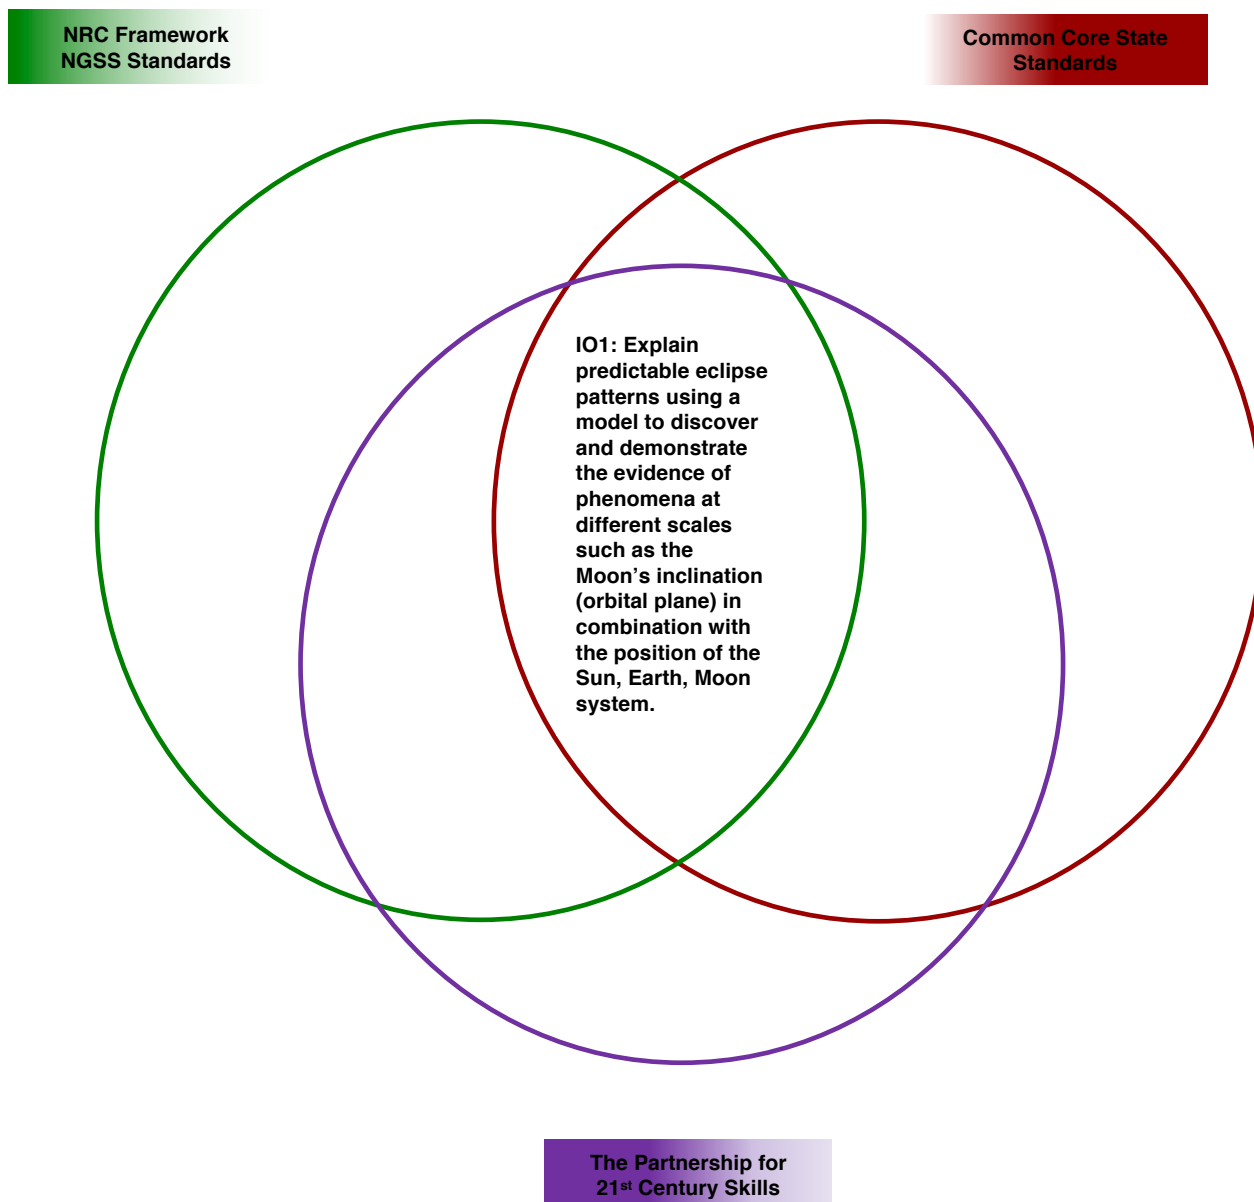 NRC Framework
NGSS Standards
Common Core State
Standards
IO1: Explain
predictable eclipse
patterns using a
model to discover
and demonstrate
the evidence of
phenomena at
different scales
such as the
Moon’s inclination
(orbital plane) in
combination with
the position of the
Sun, Earth, Moon
system.
The Partnership for
21st Century Skills